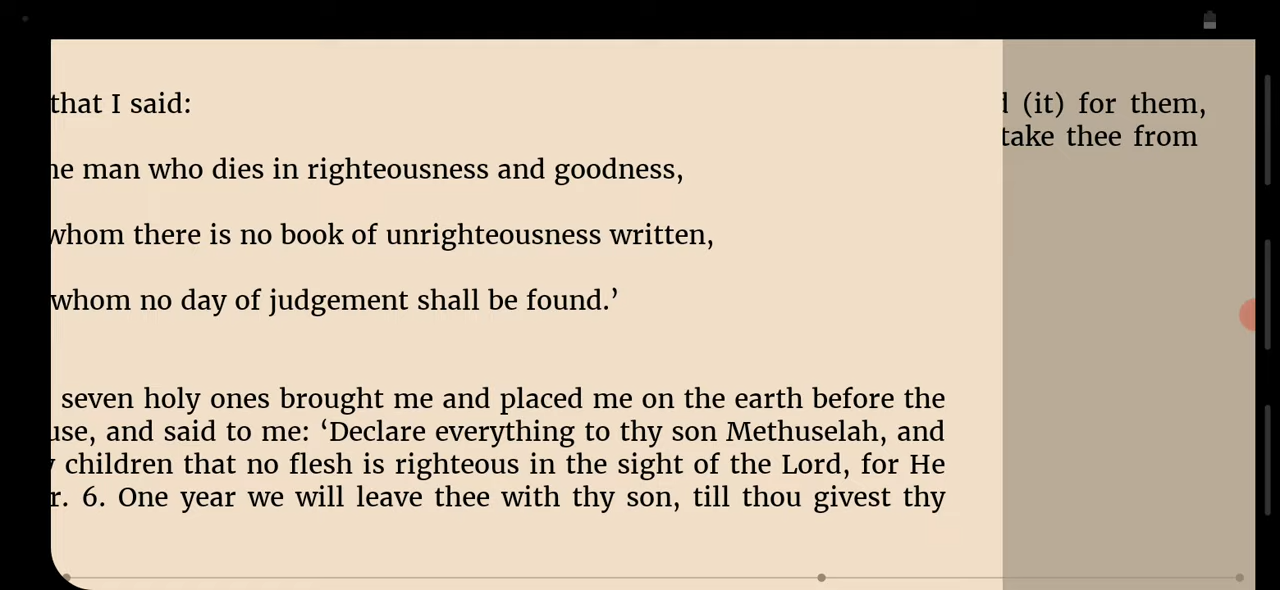 that I said:
man who dies in righteousness and goodness,
whom there is no book of unrighteousness written,
whom no day of judgement shall be found.’
seven holy ones brought me and placed me on the earth before the
and said to me: ‘Declare everything to thy son Methuselah, and
children that no flesh is righteous in the sight of the Lord, for He
6. One year we will leave thee with thy son, till thou givest thy
(it) for them,
take thee from